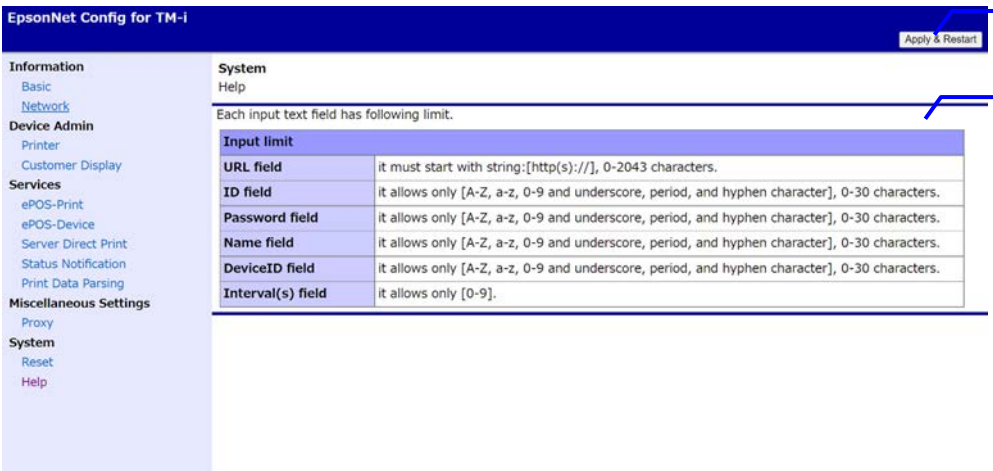 EpsonNet Config for TM-i
Apply & Restart
Information
Basic
Network
Device Admin
Printer
Customer Display
Services
ePOS-Print
ePOS-Device
Server Direct Print
Status Notification
Print Data Parsing
Miscellaneous Settings
Proxy
System
Reset
Help
System
Help
Each input text field has following limit.
Input limit
URL field it must start with string:[http(s)://], 0-2043 characters.
ID field it allows only [A-Z, a-z, 0-9 and underscore, period, and hyphen character], 0-30 characters.
Password field it allows only [A-Z, a-z, 0-9 and underscore, period, and hyphen character], 0-30 characters.
Name field it allows only [A-Z, a-z, 0-9 and underscore, period, and hyphen character], 0-30 characters.
DeviceID field it allows only [A-Z, a-z, 0-9 and underscore, period, and hyphen character], 0-30 characters.
Interval(s) field it allows only [0-9].